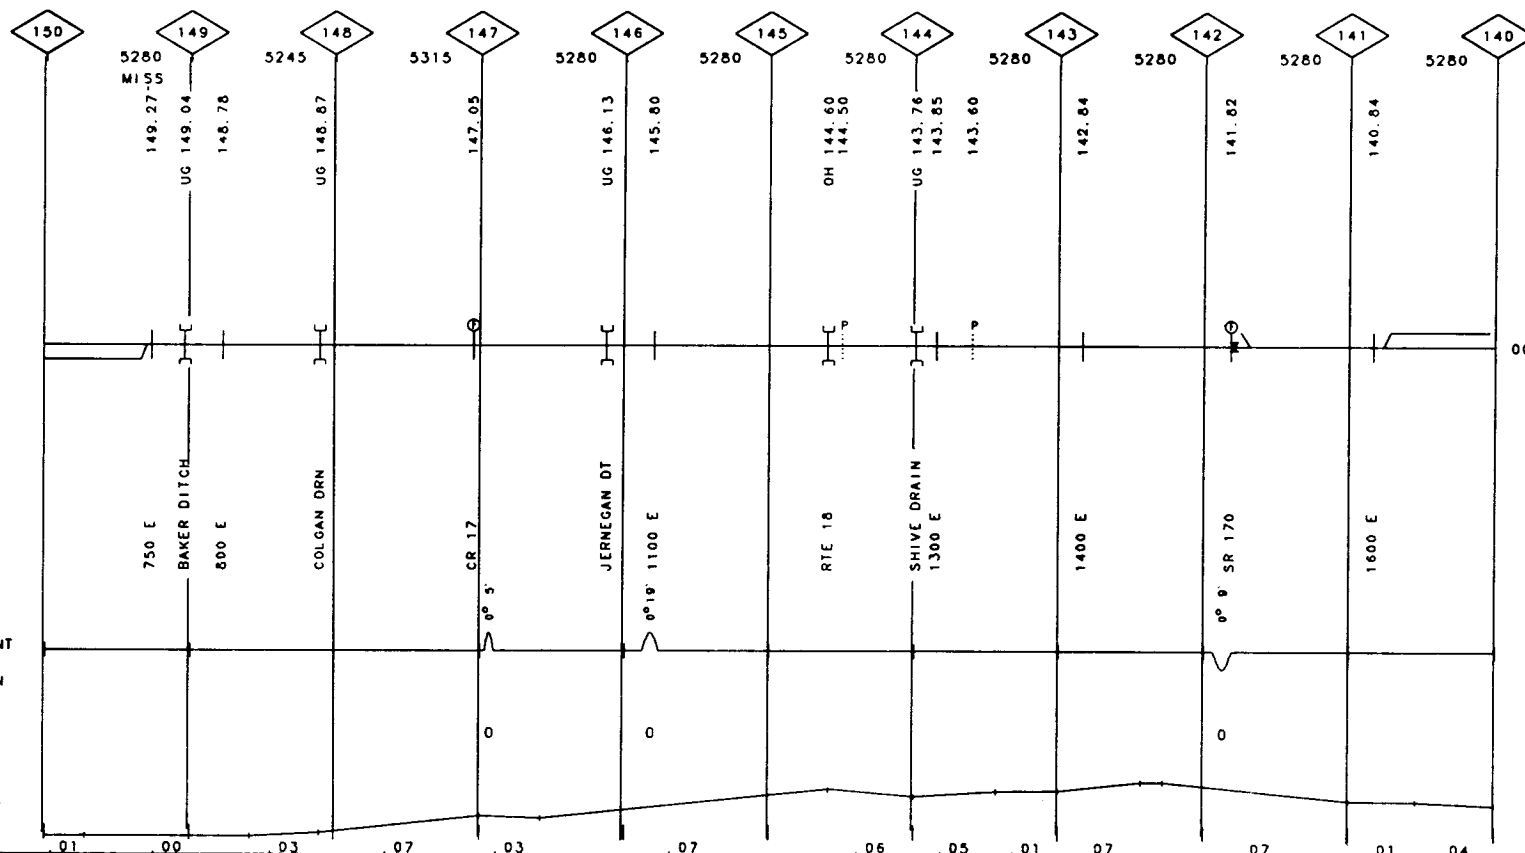 150 149 148 147 146 145 144 143 142 141 140
5280 5245 5315 5280 5280 5280 5280 5280 5280 5280
MISS
149.27
UG 149.04
148.78
UG 148.87
147.05
UG 146.13
145.80
OH 144.60
144.50
UG 143.76
143.85
143.60
142.84
141.82
140.84
P P
750 E
BAKER DITCH
800 E
COLGAN DRN
CR 17
JERNEGAN DT
1100 E
RTE 18
SHIVE DRAIN
1300 E
1400 E
SR 170
1600 E
0° 5'
0°19'
0° 9'
NT
N
0 0 0
.01 .00 .03 .07 .03 .07 .06 .05 .01 .07 .07 .01 .04